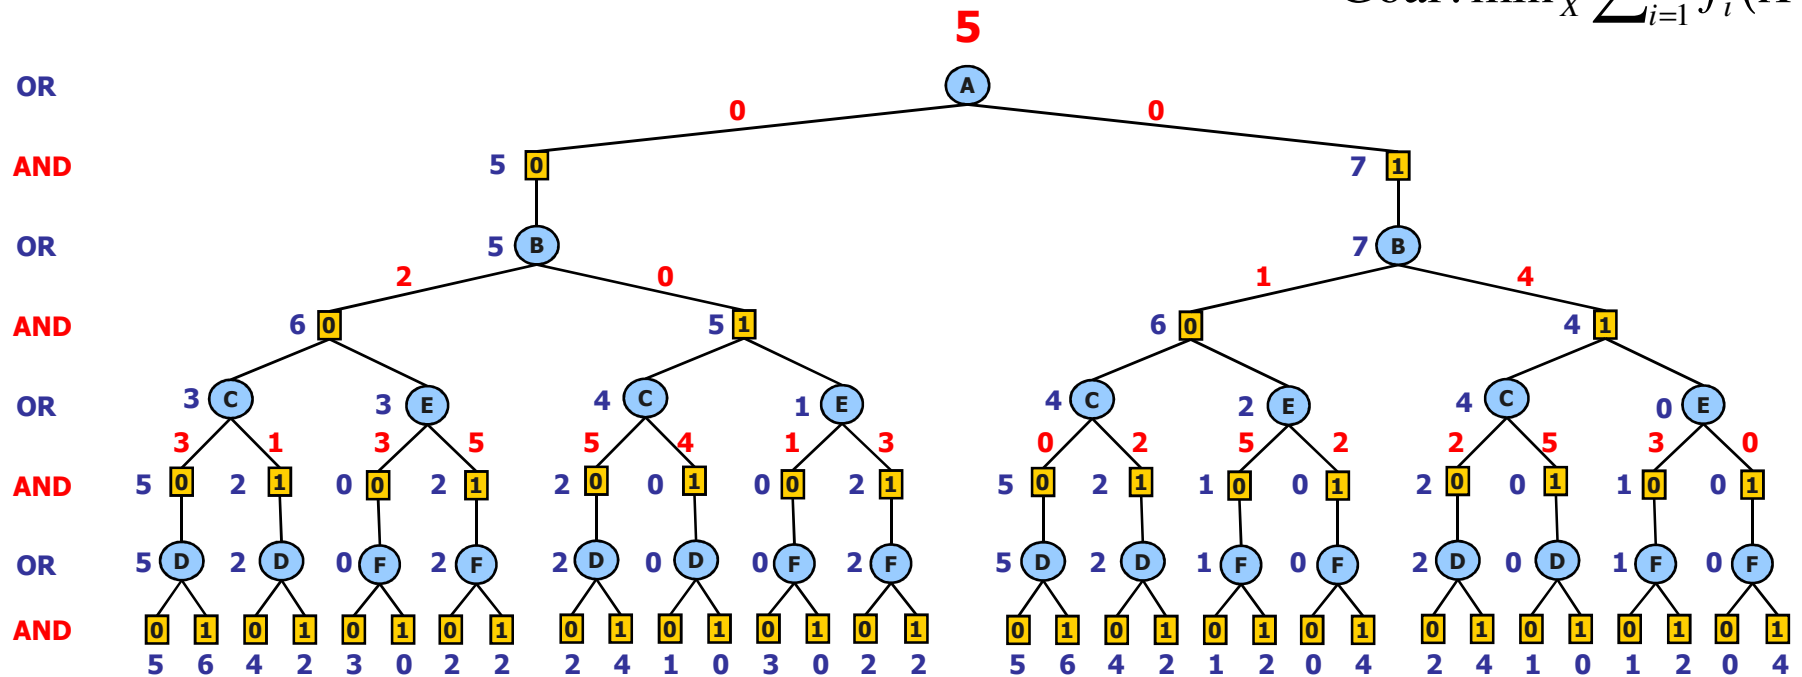 Goal : min X ∑ i=1 f i (X
5
OR A
0 0
AND 5 0 7 1
OR 5 B 7 B
2 0 1 4
AND 6 0 5 1 6 0 4 1
OR 3 C 3 E 4 C 1 E 4 C 2 E 4 C 0 E
3 1 3 5 5 4 1 3 0 2 5 2 2 5 3 0
AND 5 0 2 1 0 0 2 1 2 0 0 1 0 0 2 1 5 0 2 1 1 0 0 1 2 0 0 1 1 0 0 1
OR 5 D 2 D 0 F 2 F 2 D 0 D 0 F 2 F 5 D 2 D 1 F 0 F 2 D 0 D 1 F 0 F
AND 0 1 0 1 0 1 0 1 0 1 0 1 0 1 0 1 0 1 0 1 0 1 0 1 0 1 0 1 0 1 0 1
5 6 4 2 3 0 2 2 2 4 1 0 3 0 2 2 5 6 4 2 1 2 0 4 2 4 1 0 1 2 0 4